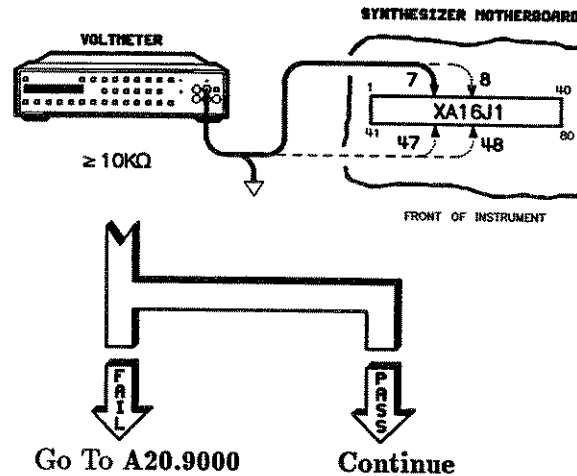 SYNTHESIZER MOTHERBOARD
VOLTMETER
7 8
1 40
XA16J1
41 80
47 48
≥ 10KΩ
FRONT OF INSTRUMENT
FAIL
PASS
Go To A20.9000
Continue